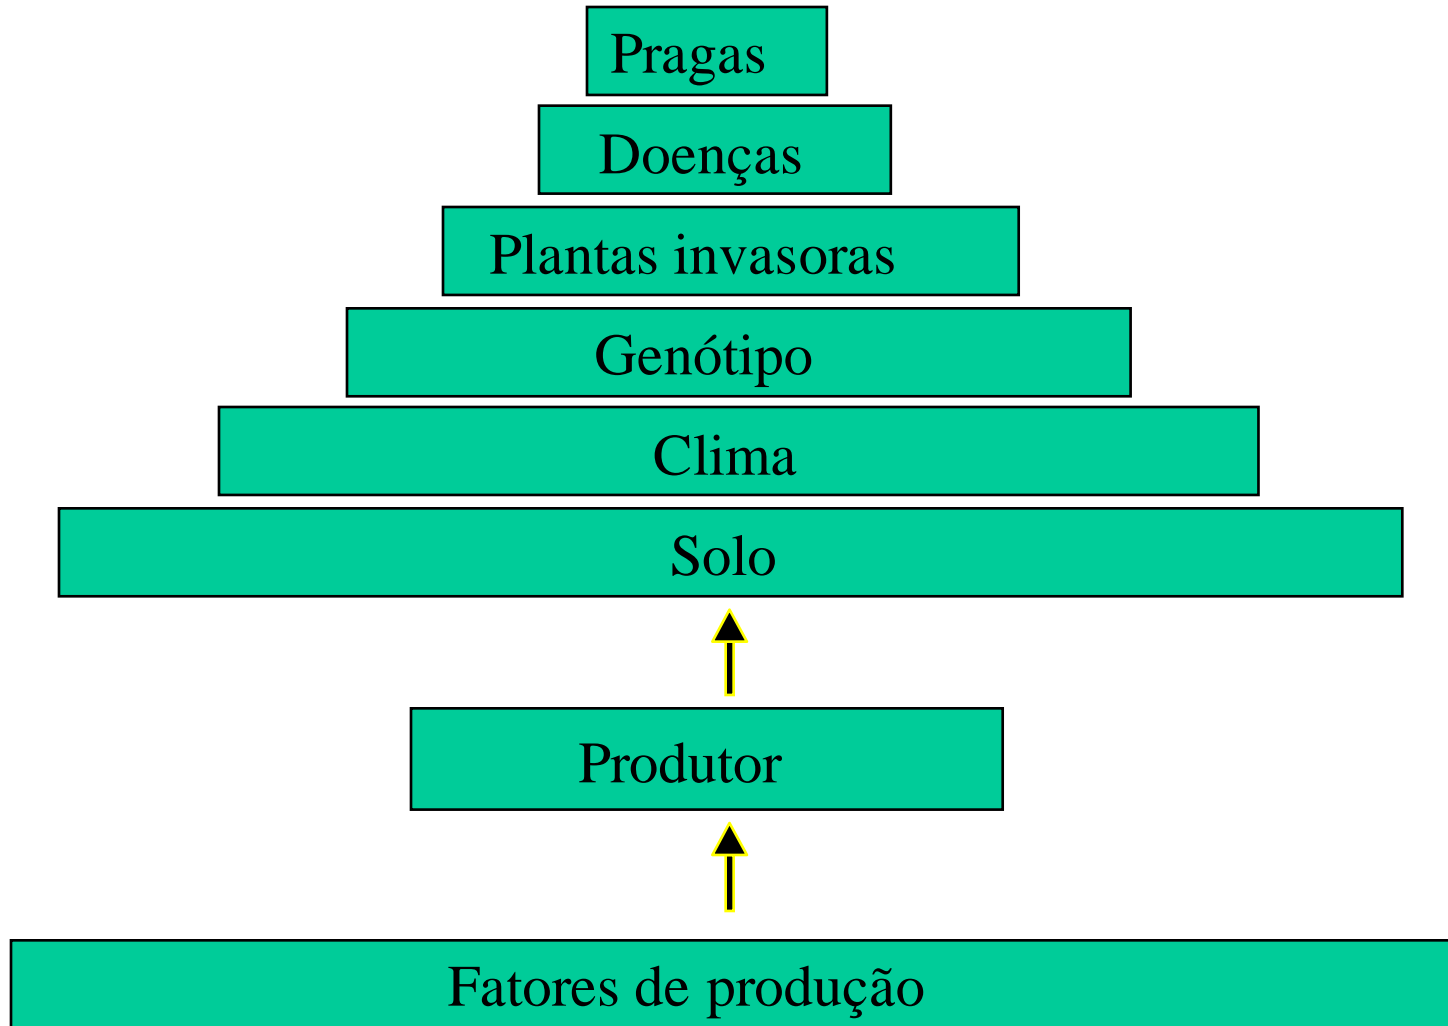 Pragas
Doenças
Plantas invasoras
Genótipo
Clima
Solo
Produtor
Fatores de produção